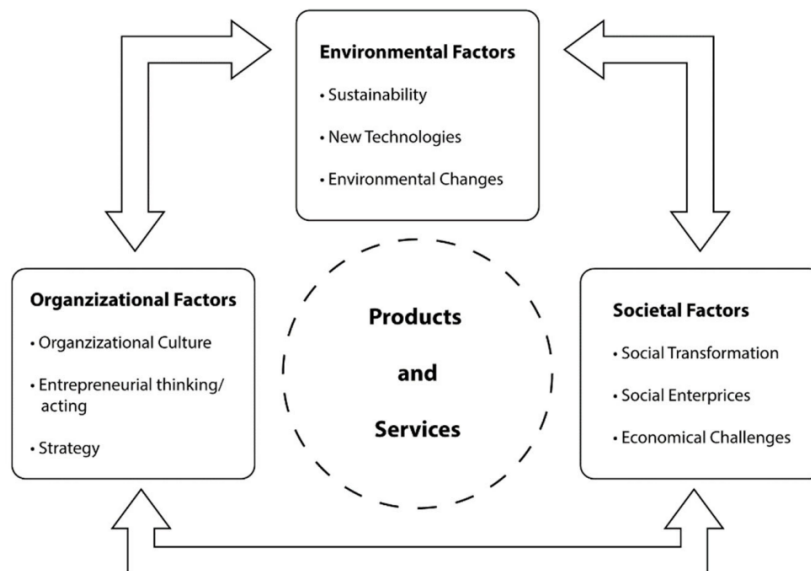 Environmental Factors
• Sustainability
• New Technologies
• Environmental Changes
Organzizational Factors
• Organzizational Culture
• Entrepreneurial thinking/
acting
• Strategy
Products
and
Services
Societal Factors
• Social Transformation
• Social Enterprices
• Economical Challenges